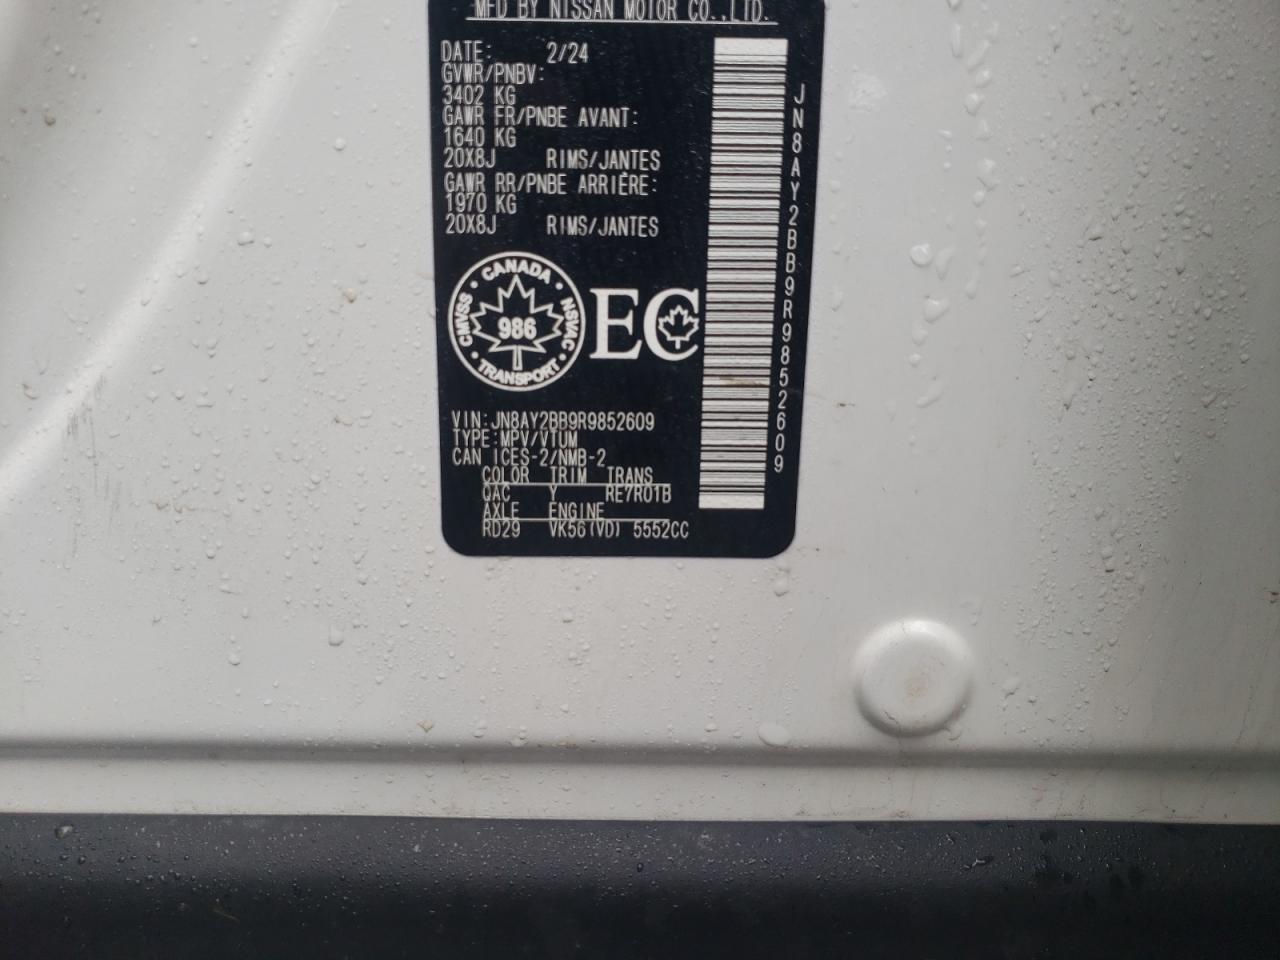 MFD BY NISSAN MOTOR CO.,LTD.
DATE: 2/24
GVWR/PNBV:
3402 KG
GAWR FR/PNBE AVANT:
1640 KG
20X8J RIMS/JANTES
GAWR RR/PNBE ARRIÈRE:
1970 KG
20X8J RIMS/JANTES
CANADA
CMVSS 986 NSVAC
TRANSPORT
EC
VIN:JN8AY2BB9R9852609
TYPE:MPV/VTUM
CAN ICES-2/NMB-2
COLOR TRIM TRANS
QAC Y RE7R01B
AXLE ENGINE
RD29 VK56(VD) 5552CC
JN8AY2BB9R9852609